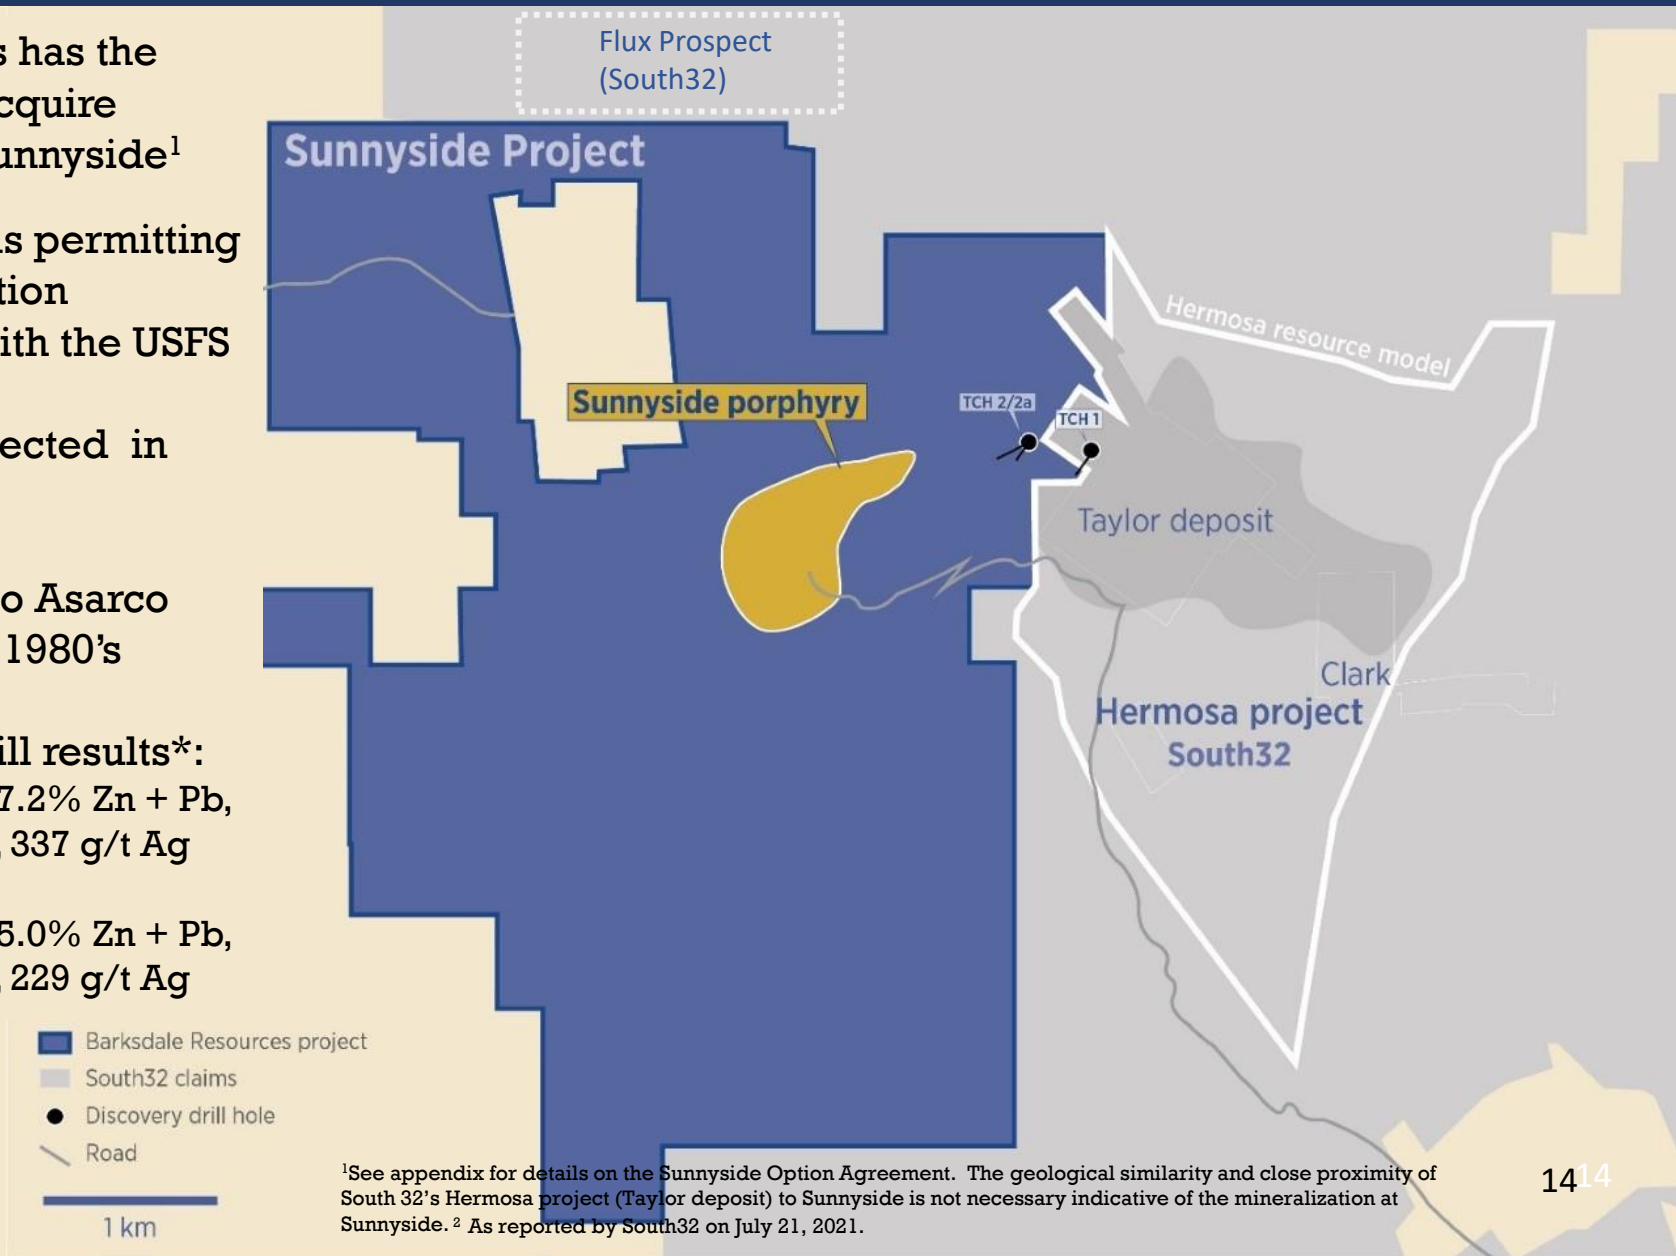 s has the
cquire
unnyside¹
is permitting
tion
ith the USFS
ected in
o Asarco
1980’s
ill results*:
7.2% Zn + Pb,
, 337 g/t Ag
5.0% Zn + Pb,
, 229 g/t Ag
Flux Prospect
(South32)
Sunnyside Project
Hermosa resource model
Sunnyside porphyry
TCH 2/2a
TCH 1
Taylor deposit
Clark
Hermosa project
South32
Barksdale Resources project
South32 claims
Discovery drill hole
Road
1 km
¹See appendix for details on the Sunnyside Option Agreement. The geological similarity and close proximity of
South 32’s Hermosa project (Taylor deposit) to Sunnyside is not necessary indicative of the mineralization at
Sunnyside. ² As reported by South32 on July 21, 2021.
14 14